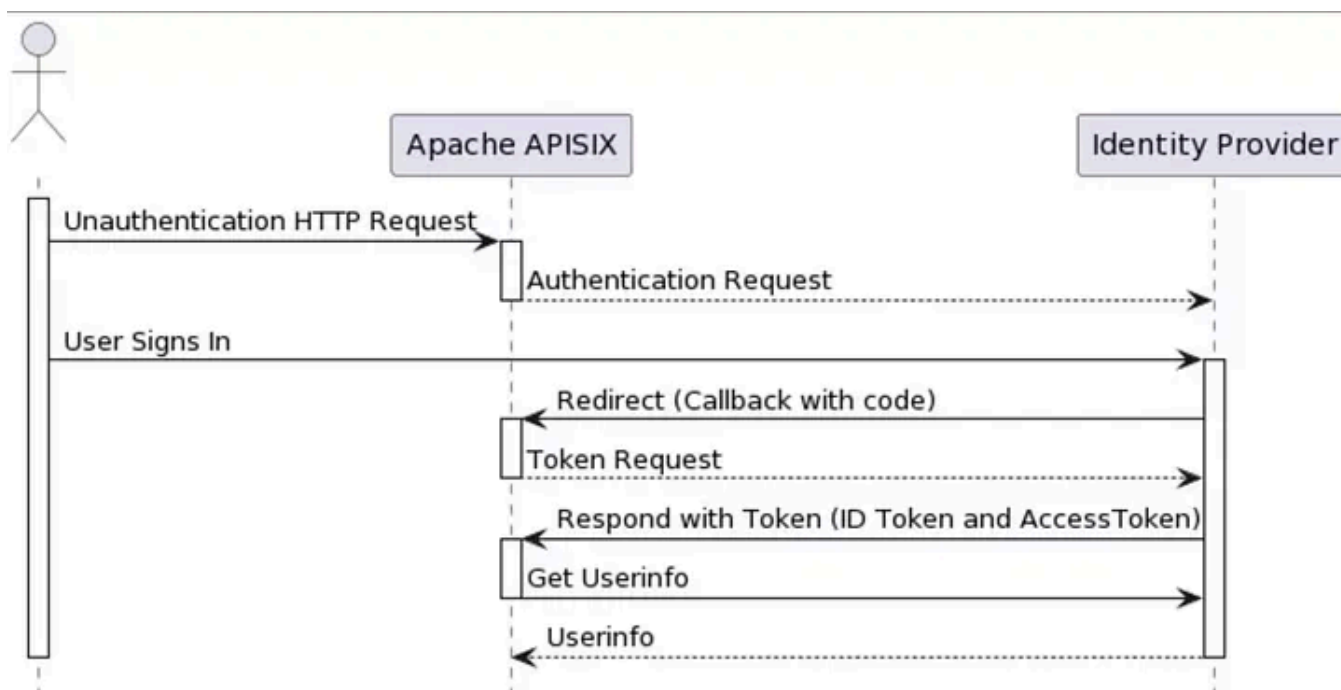 Apache APISIX
Identity Provider
Unauthentication HTTP Request
Authentication Request
User Signs In
Redirect (Callback with code)
Token Request
Respond with Token (ID Token and AccessToken)
Get Userinfo
Userinfo